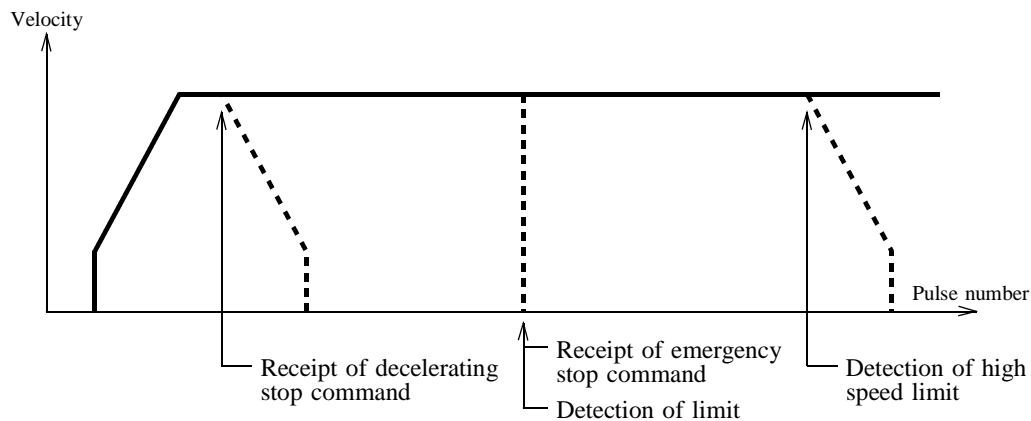 Velocity
Pulse number
Receipt of decelerating
stop command
Receipt of emergency
stop command
Detection of limit
Detection of high
speed limit